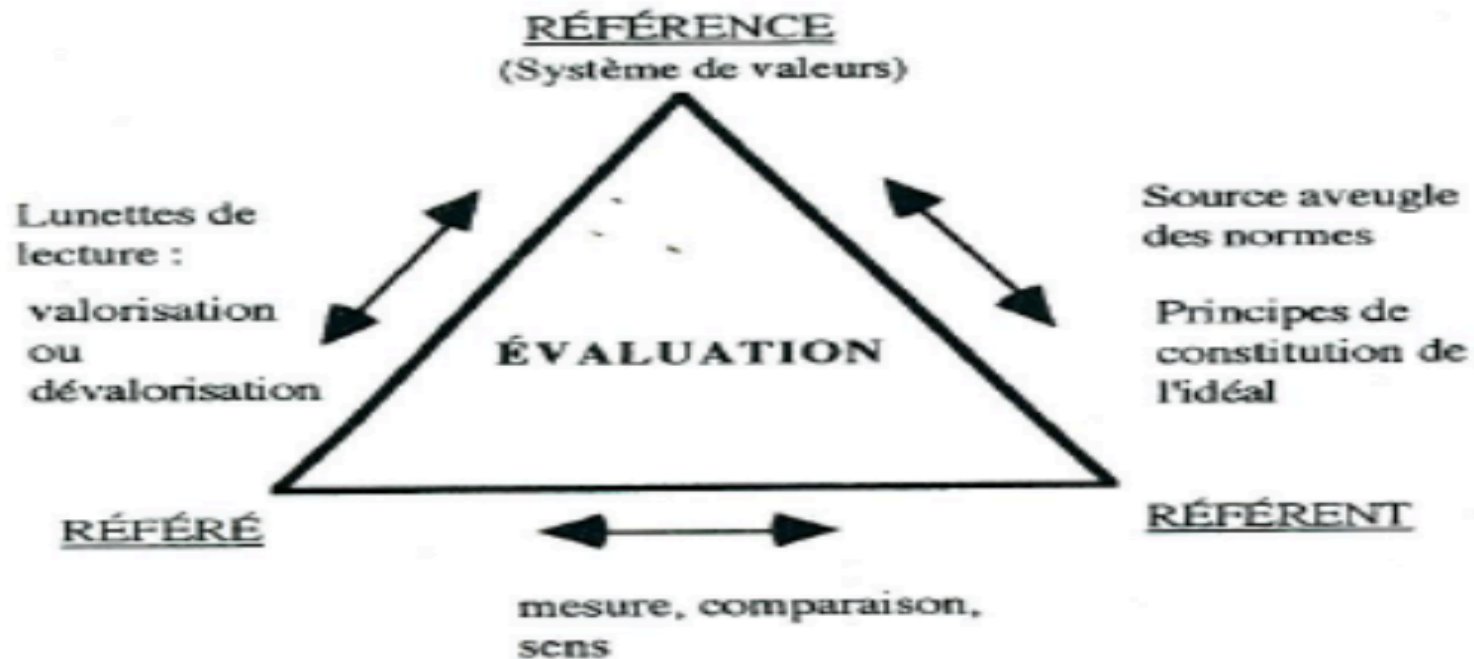 RÉFÉRENCE
(Système de valeurs)
Lunettes de
lecture :
valorisation
ou
dévalorisation
Source aveugle
des normes
Principes de
constitution de
l'idéal
ÉVALUATION
RÉFÉRÉ
RÉFÉRENT
mesure, comparaison,
sens